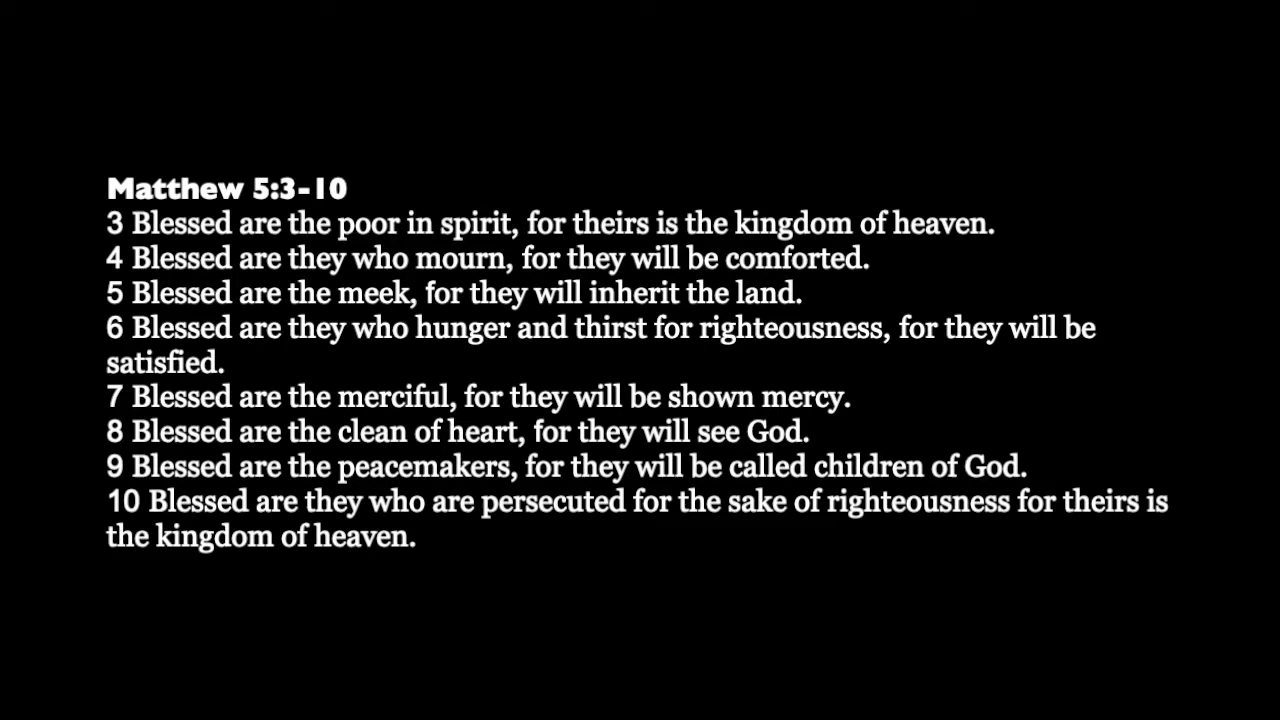 Matthew 5:3-10
3 Blessed are the poor in spirit, for theirs is the kingdom of heaven.
4 Blessed are they who mourn, for they will be comforted.
5 Blessed are the meek, for they will inherit the land.
6 Blessed are they who hunger and thirst for righteousness, for they will be
satisfied.
7 Blessed are the merciful, for they will be shown mercy.
8 Blessed are the clean of heart, for they will see God.
9 Blessed are the peacemakers, for they will be called children of God.
10 Blessed are they who are persecuted for the sake of righteousness for theirs is
the kingdom of heaven.